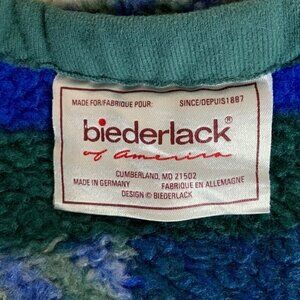 MADE FOR/FABRIQUE POUR: SINCE/DEPUIS 1887
biederlack®
of america
CUMBERLAND, MD 21502
MADE IN GERMANY FABRIQUE EN ALLEMAGNE
DESIGN © BIEDERLACK